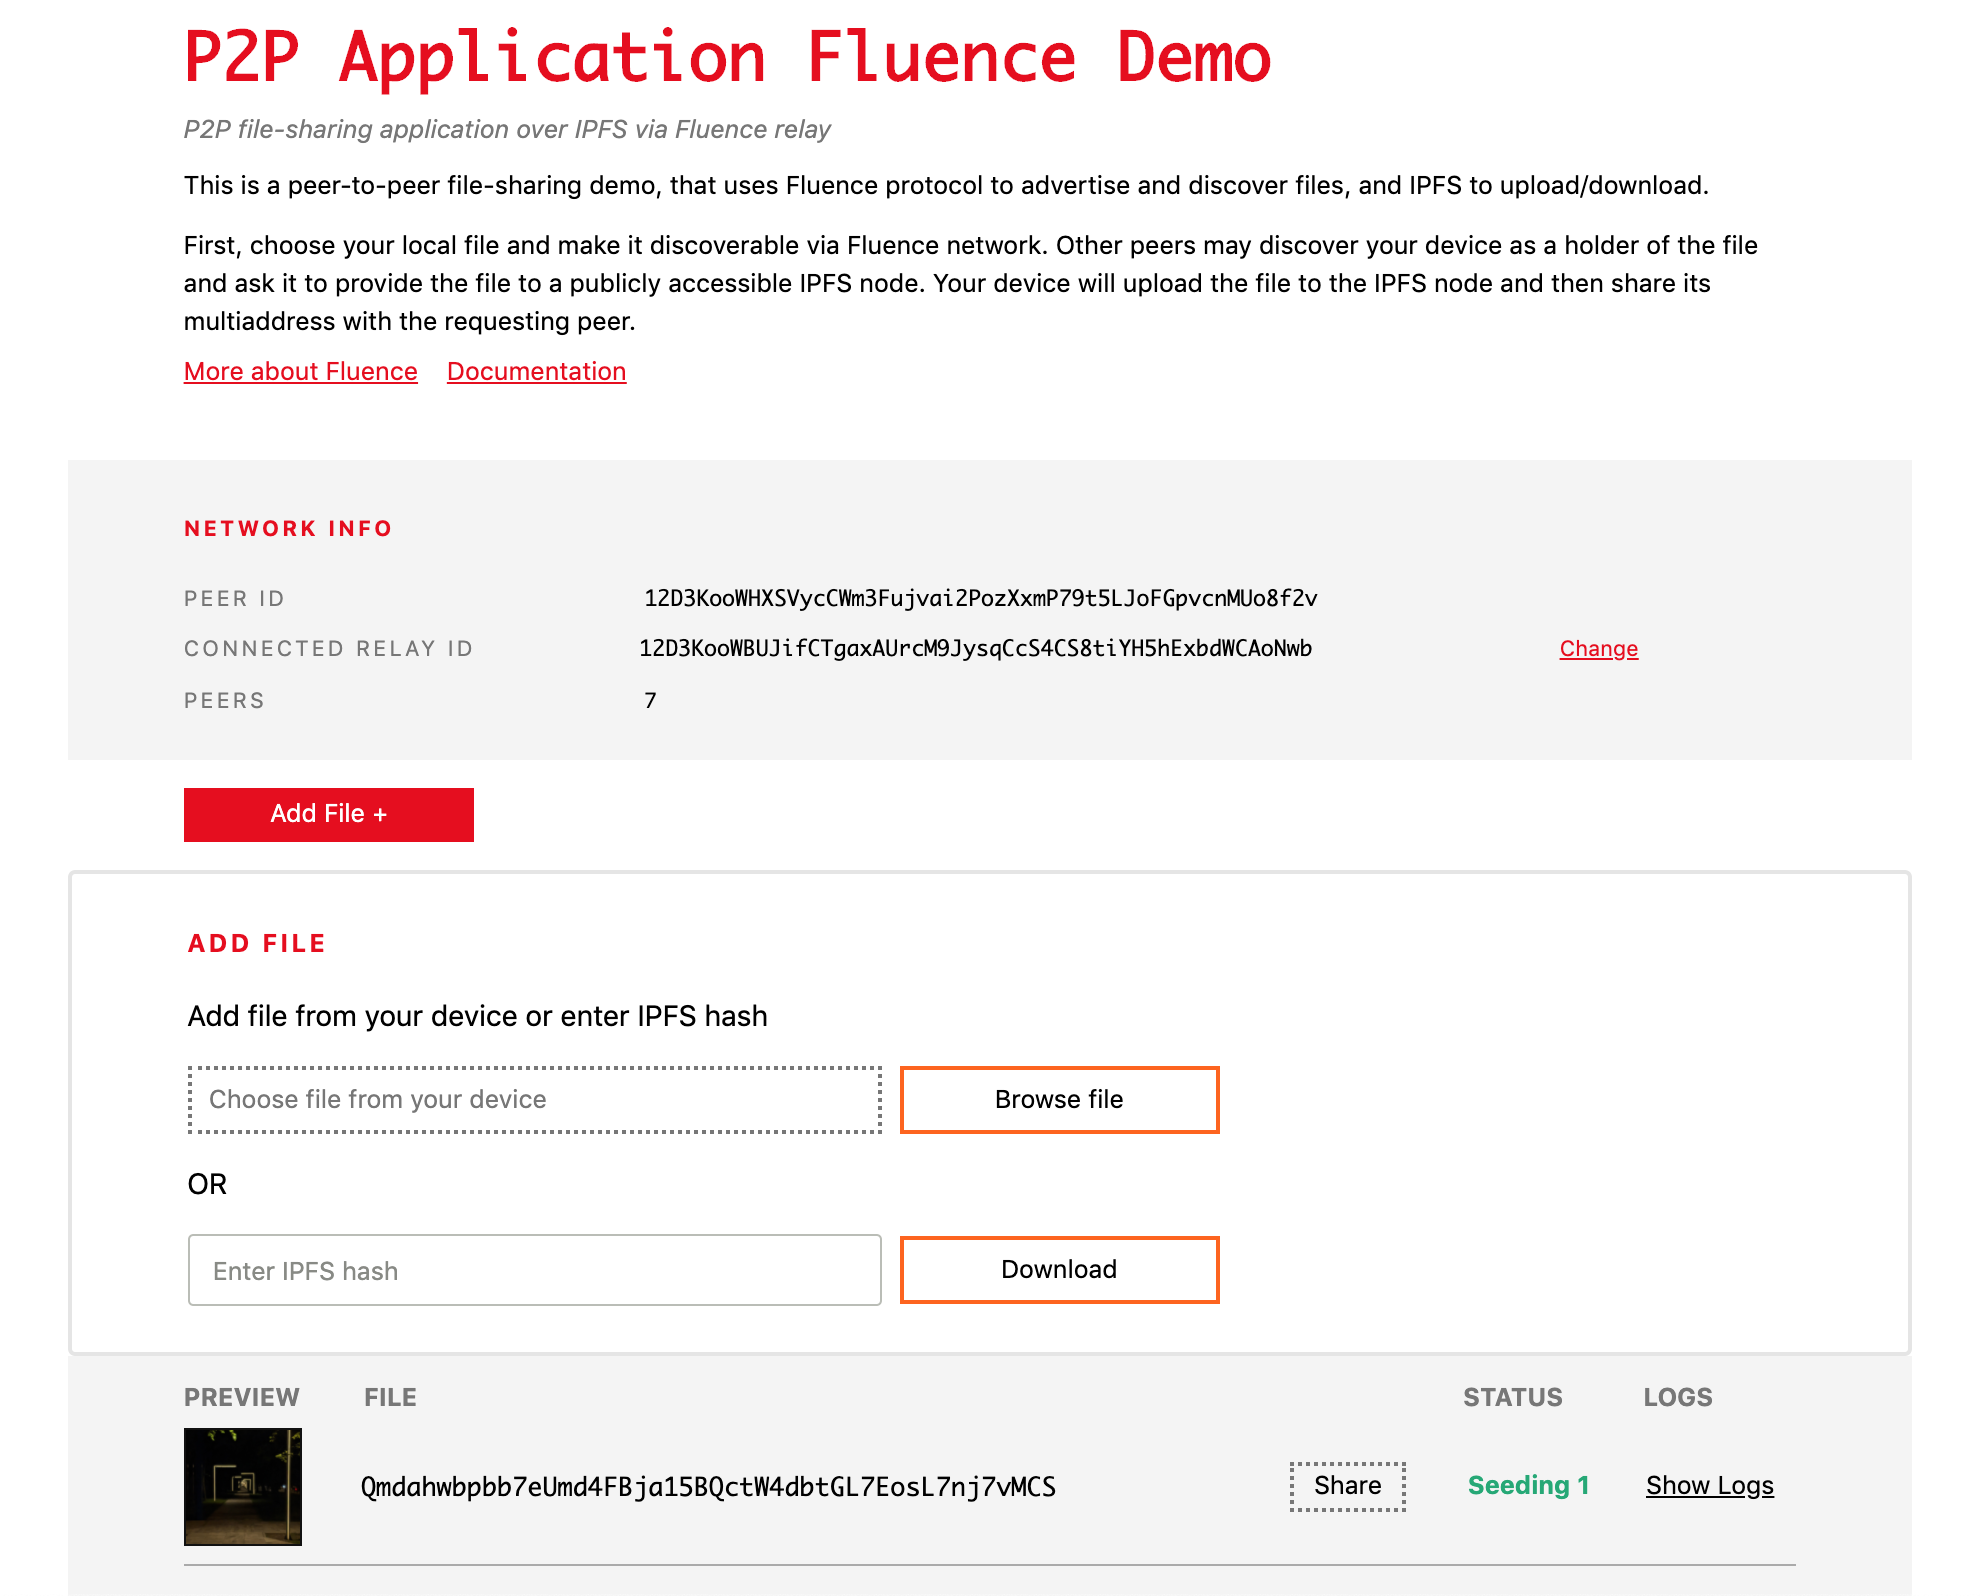 P2P Application Fluence Demo
P2P file-sharing application over IPFS via Fluence relay
This is a peer-to-peer file-sharing demo, that uses Fluence protocol to advertise and discover files, and IPFS to upload/download.
First, choose your local file and make it discoverable via Fluence network. Other peers may discover your device as a holder of the file
and ask it to provide the file to a publicly accessible IPFS node. Your device will upload the file to the IPFS node and then share its
multiaddress with the requesting peer.
More about Fluence Documentation
NETWORK INFO
PEER ID 12D3KooWHXSVycCWm3Fujvai2PozXxmP79t5LJoFGpvcnMUo8f2v
CONNECTED RELAY ID 12D3KooWBUJifCTgaxAUrcM9JysqCcS4CS8tiYH5hExbdWCAoNwb Change
PEERS 7
Add File +
ADD FILE
Add file from your device or enter IPFS hash
Choose file from your device Browse file
OR
Enter IPFS hash Download
PREVIEW FILE STATUS LOGS
Qmdahwbpbb7eUmd4FBja15BQctW4dbtGL7EosL7nj7vMCS Share Seeding 1 Show Logs